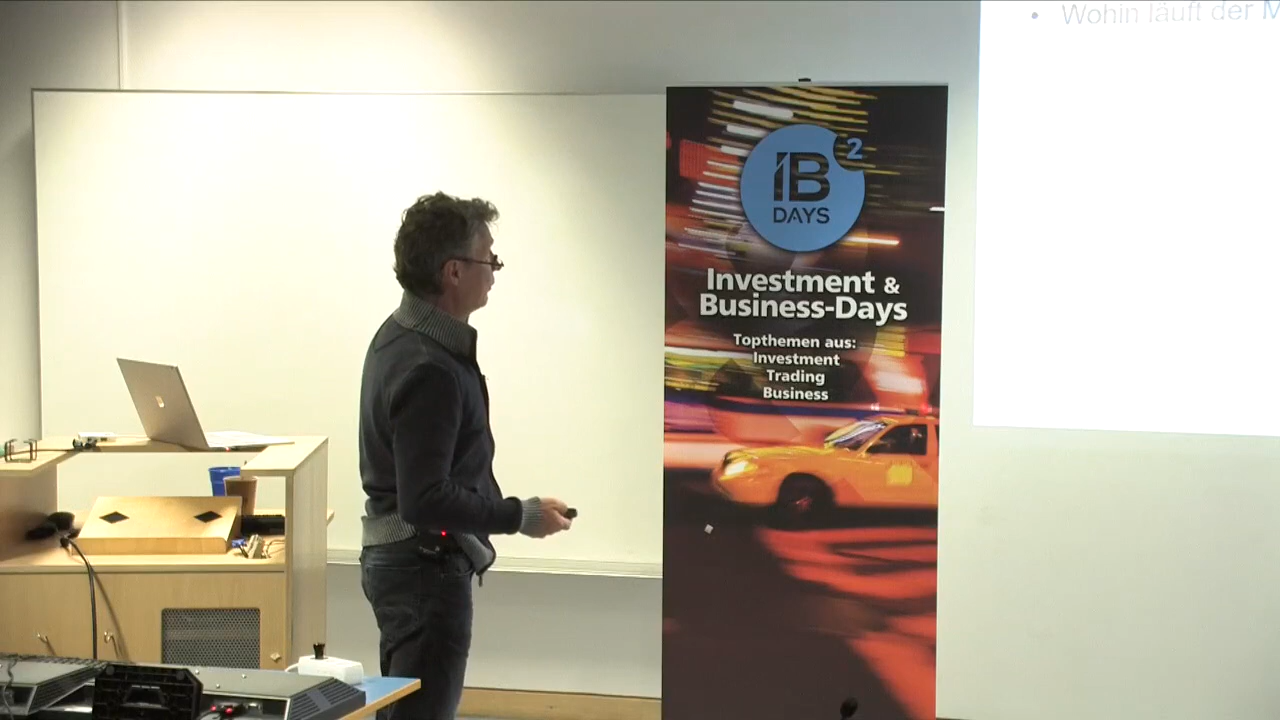 • Wohin läuft der
IB
2
DAYS
Investment &
Business-Days
Topthemen aus:
Investment
Trading
Business